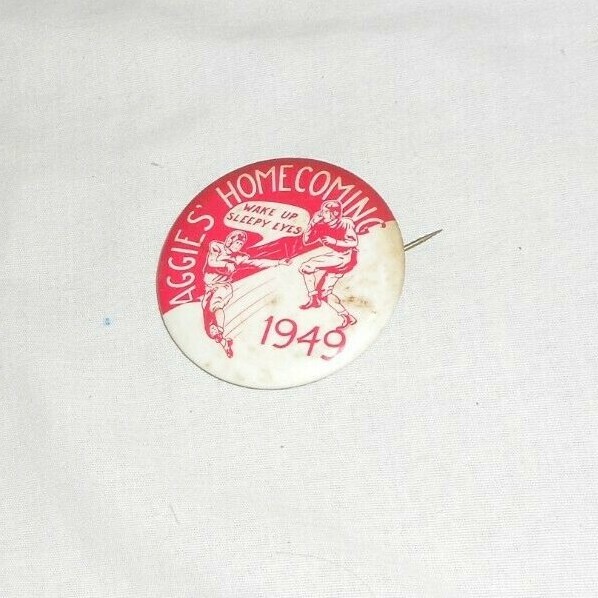 AGGIES' HOMECOMING
WAKE UP
SLEEPY EYES
1949